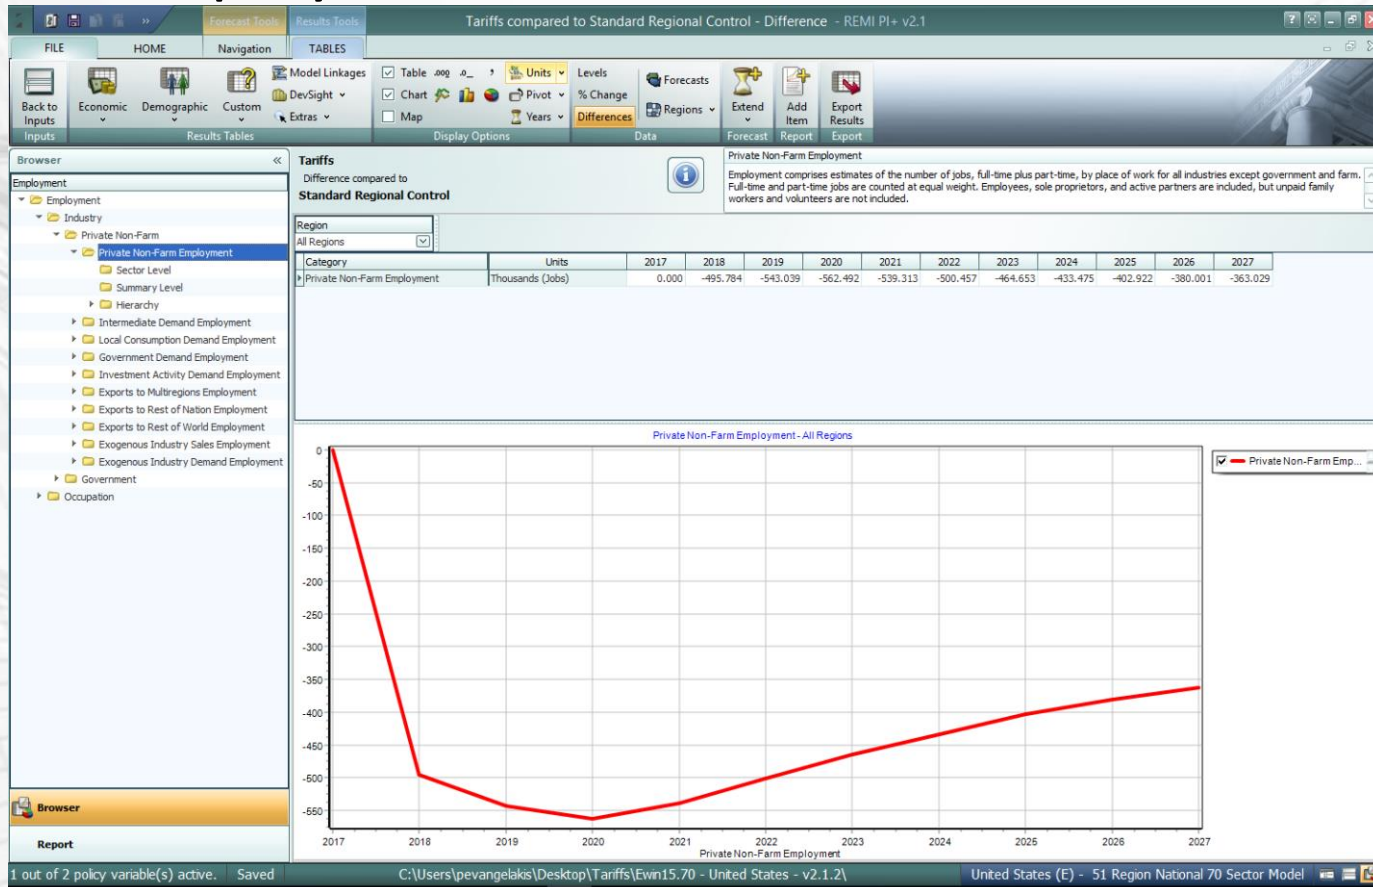 Forecast Tools
Results Tools
Tariffs compared to Standard Regional Control - Difference - REMI PI+ v2.1
FILE HOME Navigation TABLES
Back to Inputs
Economic
Demographic
Custom
Model Linkages
DevSight
Extras
Table
Chart
Map
Units
Pivot
Years
Levels
% Change
Differences
Forecasts
Regions
Extend
Add Item
Export Results
Inputs
Results Tables
Display Options
Data
Forecast
Report
Export
Browser
Employment
Employment
Industry
Private Non-Farm
Private Non-Farm Employment
Sector Level
Summary Level
Hierarchy
Intermediate Demand Employment
Local Consumption Demand Employment
Government Demand Employment
Investment Activity Demand Employment
Exports to Multiregions Employment
Exports to Rest of Nation Employment
Exports to Rest of World Employment
Exogenous Industry Sales Employment
Exogenous Industry Demand Employment
Government
Occupation
Browser
Report
Tariffs
Difference compared to
Standard Regional Control
Private Non-Farm Employment
Employment comprises estimates of the number of jobs, full-time plus part-time, by place of work for all industries except government and farm.
Full-time and part-time jobs are counted at equal weight. Employees, sole proprietors, and active partners are included, but unpaid family
workers and volunteers are not included.
Region
All Regions
Category Units 2017 2018 2019 2020 2021 2022 2023 2024 2025 2026 2027
Private Non-Farm Employment Thousands (Jobs) 0.000 -495.784 -543.039 -562.492 -539.313 -500.457 -464.653 -433.475 -402.922 -380.001 -363.029
Private Non-Farm Employment - All Regions
Private Non-Farm Emp...
0
-50
-100
-150
-200
-250
-300
-350
-400
-450
-500
-550
2017 2018 2019 2020 2021 2022 2023 2024 2025 2026 2027
Private Non-Farm Employment
1 out of 2 policy variable(s) active. Saved C:\Users\pevangelakis\Desktop\Tariffs\Ewin15.70 - United States - v2.1.2\ United States (E) - 51 Region National 70 Sector Model